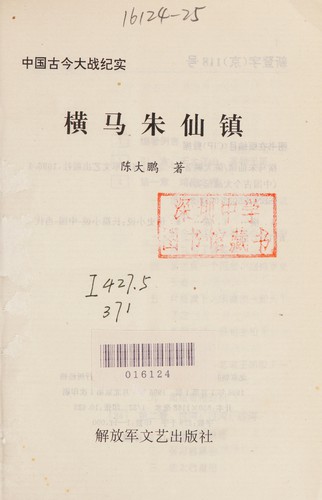 16124-25
中国古今大战纪实
横马朱仙镇
陈大鹏 著
深圳中学
图书馆藏书
I427.5
371
016124
解放军文艺出版社